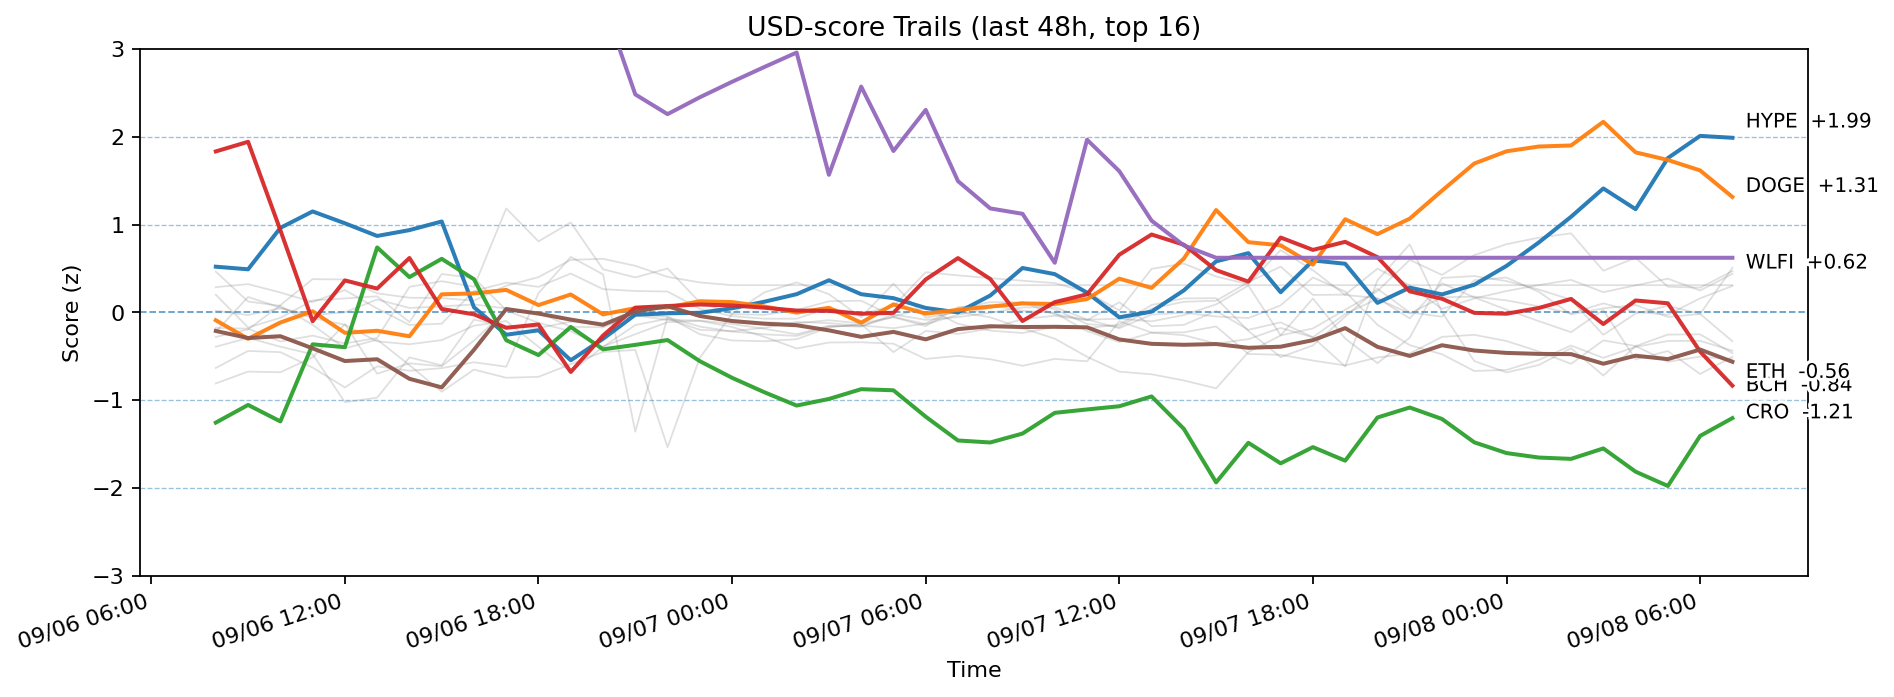 USD-score Trails (last 48h, top 16)
Score (z)
3
2
1
0
−1
−2
−3
HYPE +1.99
DOGE +1.31
WLFI +0.62
ETH -0.56
BCH -0.84
CRO -1.21
09/06 06:00
09/06 12:00
09/06 18:00
09/07 00:00
09/07 06:00
09/07 12:00
09/07 18:00
09/08 00:00
09/08 06:00
Time